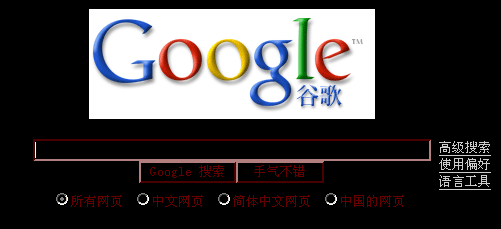 Google™
谷歌
高级搜索
使用偏好
语言工具
Google 搜索 手气不错
所有网页 中文网页 简体中文网页 中国的网页